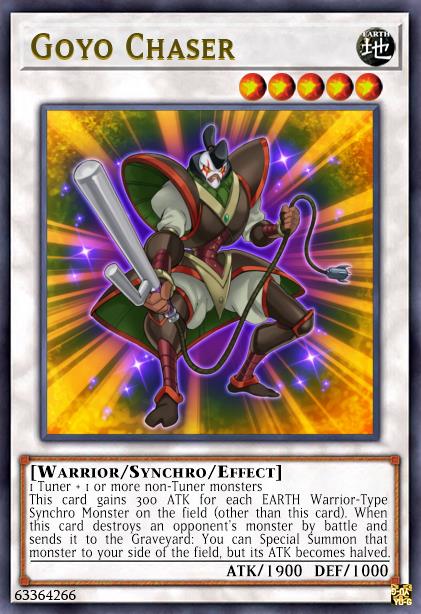 GOYO CHASER
EARTH
地
[WARRIOR/SYNCHRO/EFFECT]
1 Tuner + 1 or more non-Tuner monsters
This card gains 300 ATK for each EARTH Warrior-Type
Synchro Monster on the field (other than this card). When
this card destroys an opponent's monster by battle and
sends it to the Graveyard: You can Special Summon that
monster to your side of the field, but its ATK becomes halved.
ATK/1900 DEF/1000
63364266